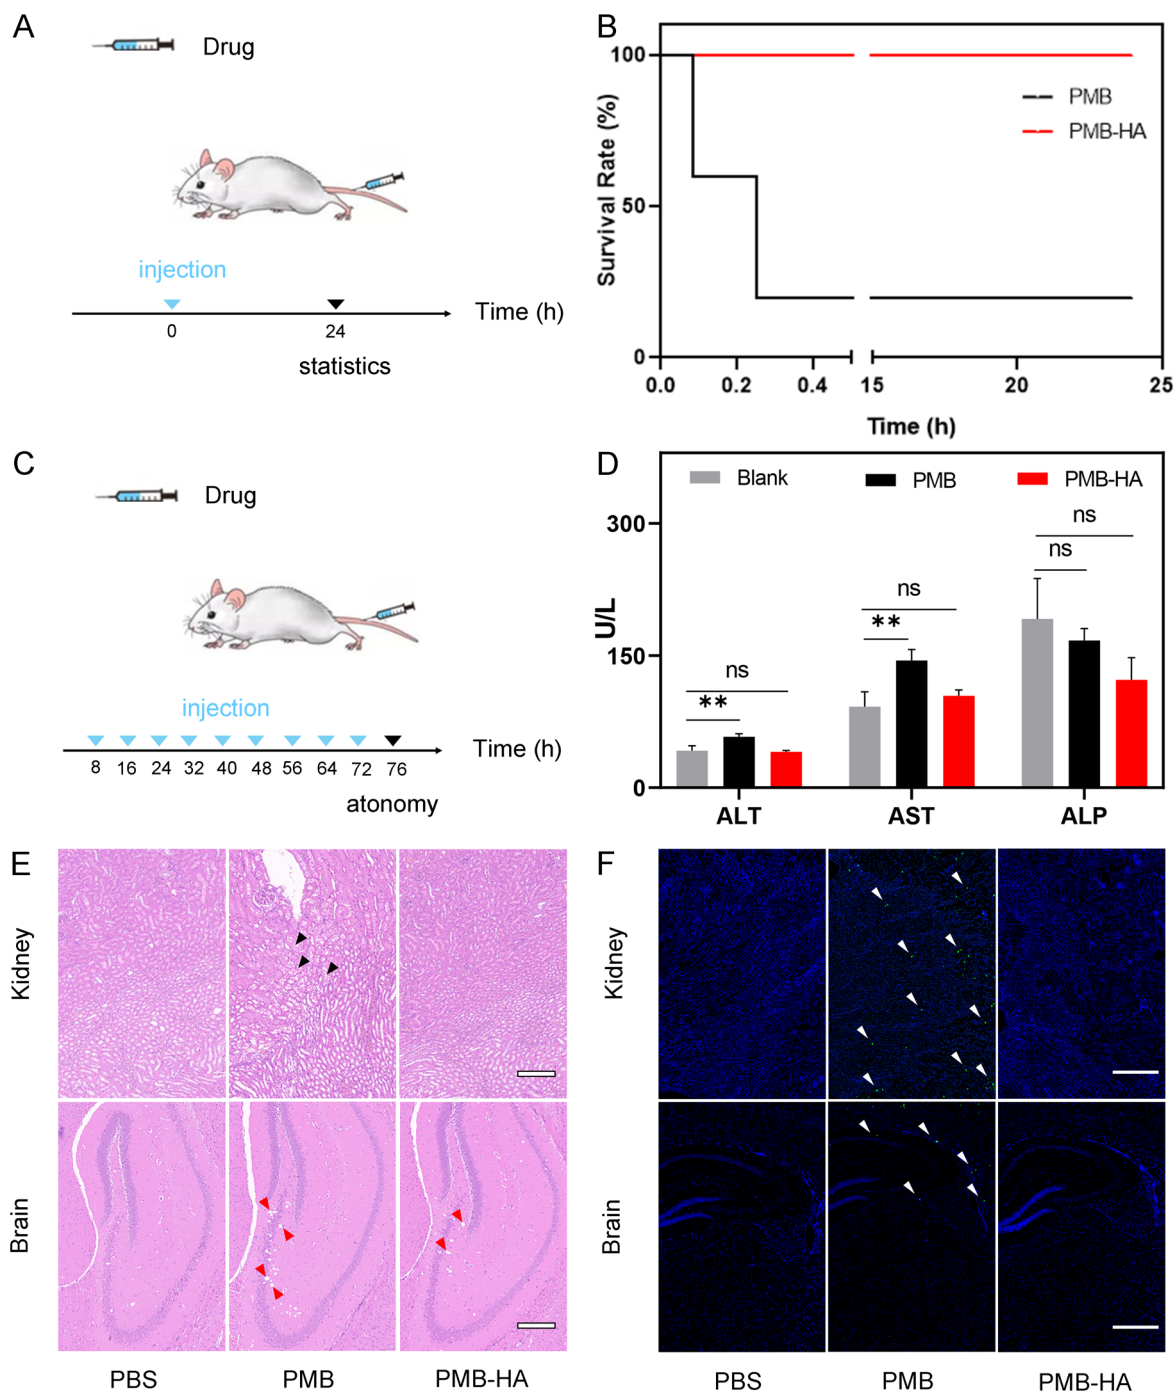 A
Drug
injection
Time (h)
0
24
statistics
B
Survival Rate (%)
100
50
0
PMB
PMB-HA
0.0 0.2 0.4 15 20 25
Time (h)
C
Drug
injection
Time (h)
8 16 24 32 40 48 56 64 72 76
atonomy
D
U/L
300
150
0
Blank PMB PMB-HA
ns
**
ns
**
ns
ns
ALT AST ALP
E
Kidney
Brain
PBS PMB PMB-HA
F
Kidney
Brain
PBS PMB PMB-HA